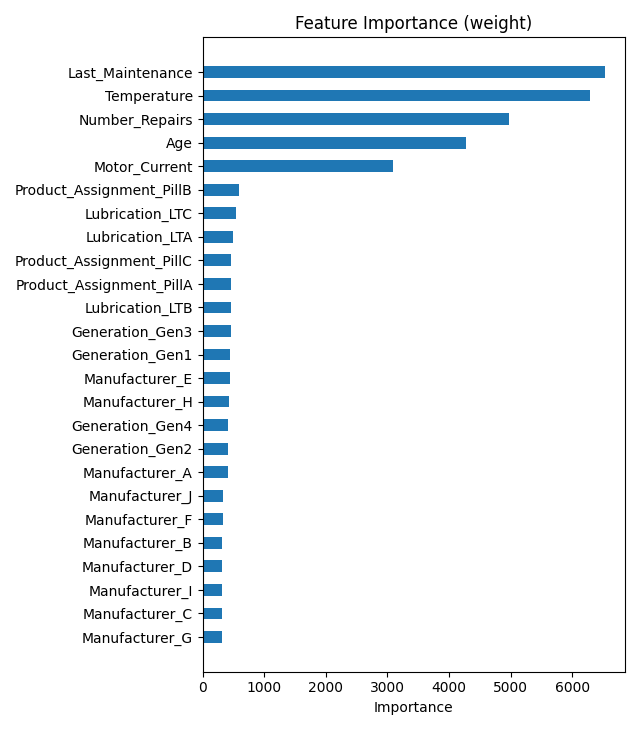 Feature Importance (weight)
Last_Maintenance
Temperature
Number_Repairs
Age
Motor_Current
Product_Assignment_PillB
Lubrication_LTC
Lubrication_LTA
Product_Assignment_PillC
Product_Assignment_PillA
Lubrication_LTB
Generation_Gen3
Generation_Gen1
Manufacturer_E
Manufacturer_H
Generation_Gen4
Generation_Gen2
Manufacturer_A
Manufacturer_J
Manufacturer_F
Manufacturer_B
Manufacturer_D
Manufacturer_I
Manufacturer_C
Manufacturer_G
0 1000 2000 3000 4000 5000 6000
Importance